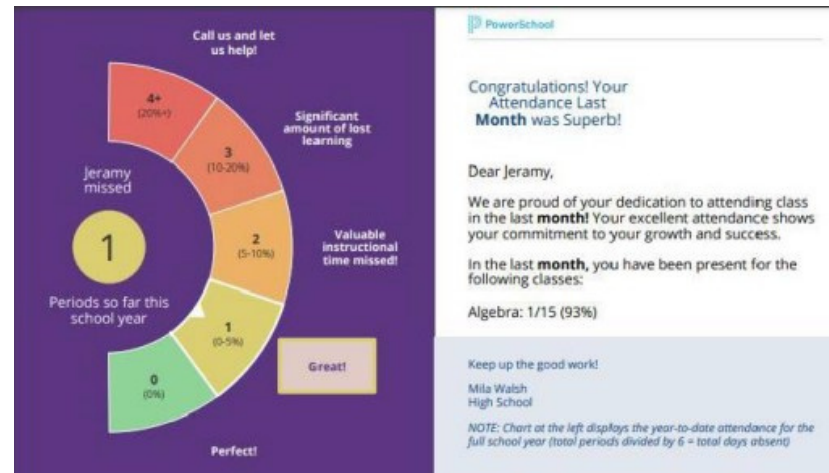 Call us and let
us help!
4+
(20%+)
Significant
amount of lost
learning
3
(10-20%)
Jeramy
missed
1
Periods so far this
school year
2
(5-10%)
Valuable
instructional
time missed!
1
(0-5%)
Great!
0
(0%)
Perfect!
PowerSchool
Congratulations! Your
Attendance Last
Month was Superb!
Dear Jeramy,
We are proud of your dedication to attending class
in the last month! Your excellent attendance shows
your commitment to your growth and success.
In the last month, you have been present for the
following classes:
Algebra: 1/15 (93%)
Keep up the good work!
Mila Walsh
High School
NOTE: Chart at the left displays the year-to-date attendance for the
full school year (total periods divided by 6 = total days absent)